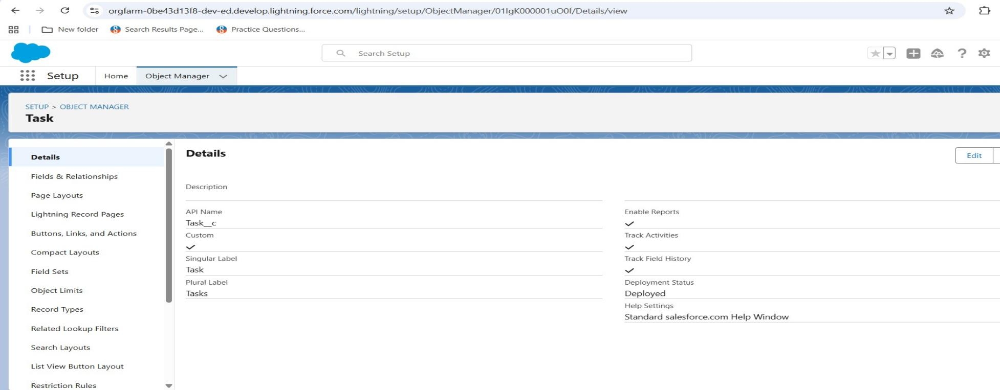 orgfarm-0be43d13f8-dev-ed.develop.lightning.force.com/lightning/setup/ObjectManager/01IgK000001uO0f/Details/view
New folder
Search Results Page...
Practice Questions...
Search Setup
Setup
Home
Object Manager
SETUP > OBJECT MANAGER
Task
Details
Fields & Relationships
Page Layouts
Lightning Record Pages
Buttons, Links, and Actions
Compact Layouts
Field Sets
Object Limits
Record Types
Related Lookup Filters
Search Layouts
List View Button Layout
Restriction Rules
Details
Edit
Description
API Name
Task__c
Custom
Singular Label
Task
Plural Label
Tasks
Enable Reports
Track Activities
Track Field History
Deployment Status
Deployed
Help Settings
Standard salesforce.com Help Window